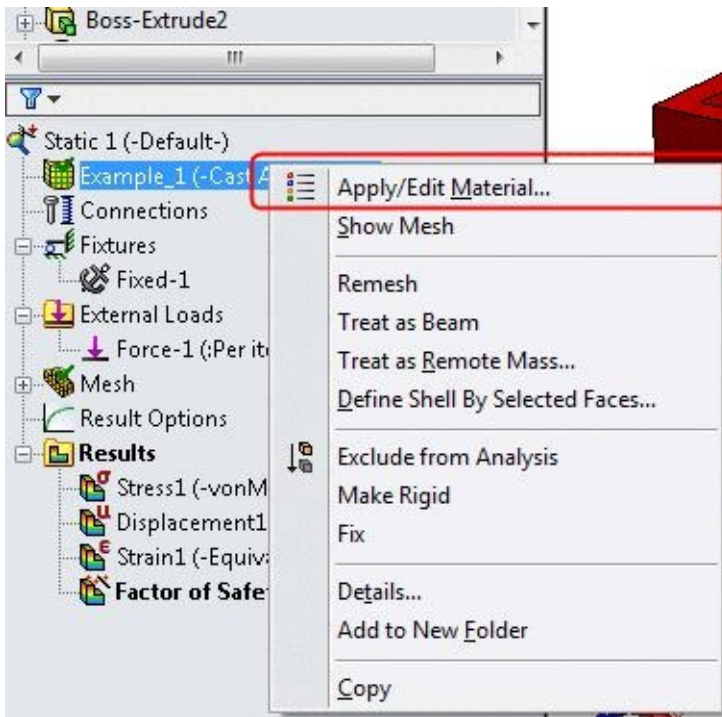 Boss-Extrude2
Static 1 (-Default-)
Example_1 (-Cast A
Connections
Fixtures
Fixed-1
External Loads
Force-1 (:Per it
Mesh
Result Options
Results
Stress1 (-vonM
Displacement1
Strain1 (-Equiv
Factor of Safe
Apply/Edit Material...
Show Mesh
Remesh
Treat as Beam
Treat as Remote Mass...
Define Shell By Selected Faces...
Exclude from Analysis
Make Rigid
Fix
Details...
Add to New Folder
Copy